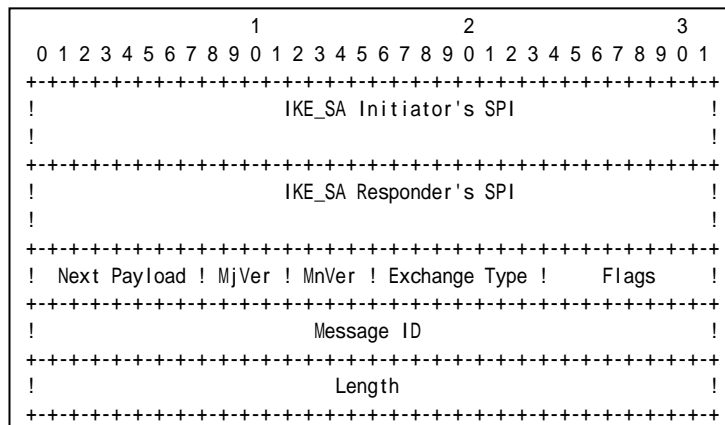 1 2 3
0 1 2 3 4 5 6 7 8 9 0 1 2 3 4 5 6 7 8 9 0 1 2 3 4 5 6 7 8 9 0 1
+-+-+-+-+-+-+-+-+-+-+-+-+-+-+-+-+-+-+-+-+-+-+-+-+-+-+-+-+-+-+-+-+
! IKE_SA Initiator's SPI !
! !
+-+-+-+-+-+-+-+-+-+-+-+-+-+-+-+-+-+-+-+-+-+-+-+-+-+-+-+-+-+-+-+-+
! IKE_SA Responder's SPI !
! !
+-+-+-+-+-+-+-+-+-+-+-+-+-+-+-+-+-+-+-+-+-+-+-+-+-+-+-+-+-+-+-+-+
! Next Payload ! MjVer ! MnVer ! Exchange Type ! Flags !
+-+-+-+-+-+-+-+-+-+-+-+-+-+-+-+-+-+-+-+-+-+-+-+-+-+-+-+-+-+-+-+-+
! Message ID !
+-+-+-+-+-+-+-+-+-+-+-+-+-+-+-+-+-+-+-+-+-+-+-+-+-+-+-+-+-+-+-+-+
! Length !
+-+-+-+-+-+-+-+-+-+-+-+-+-+-+-+-+-+-+-+-+-+-+-+-+-+-+-+-+-+-+-+-+